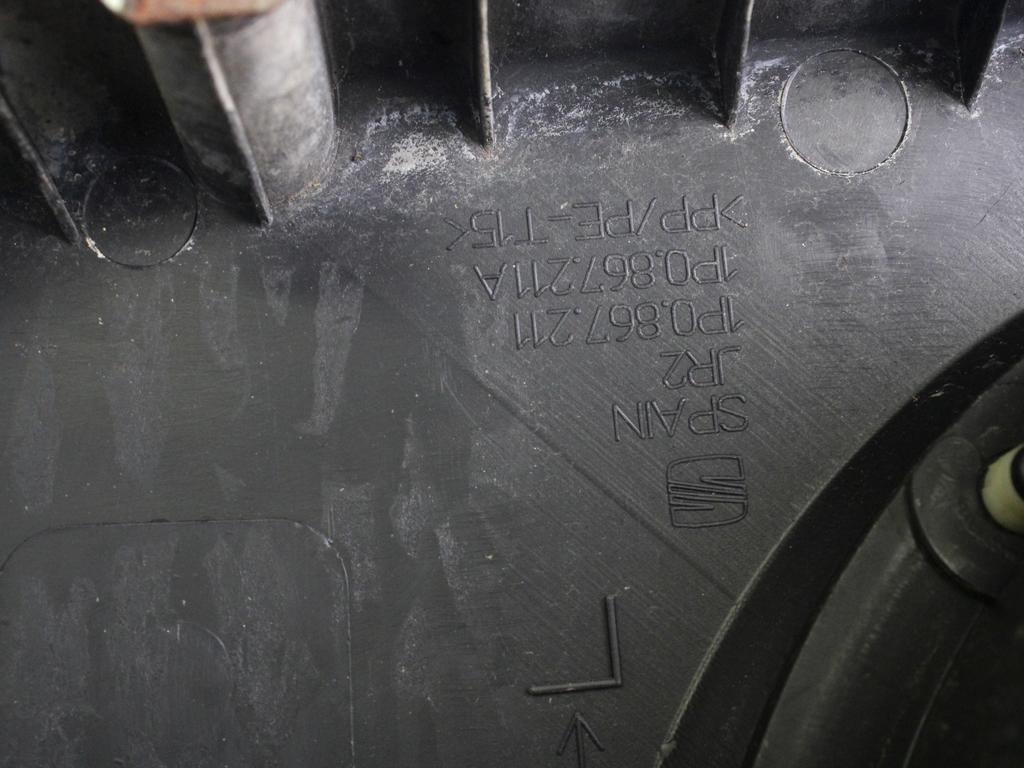 L
SPAIN
JR2
1P0.867.211
1P0.867.211A
>PP/PE-T15<